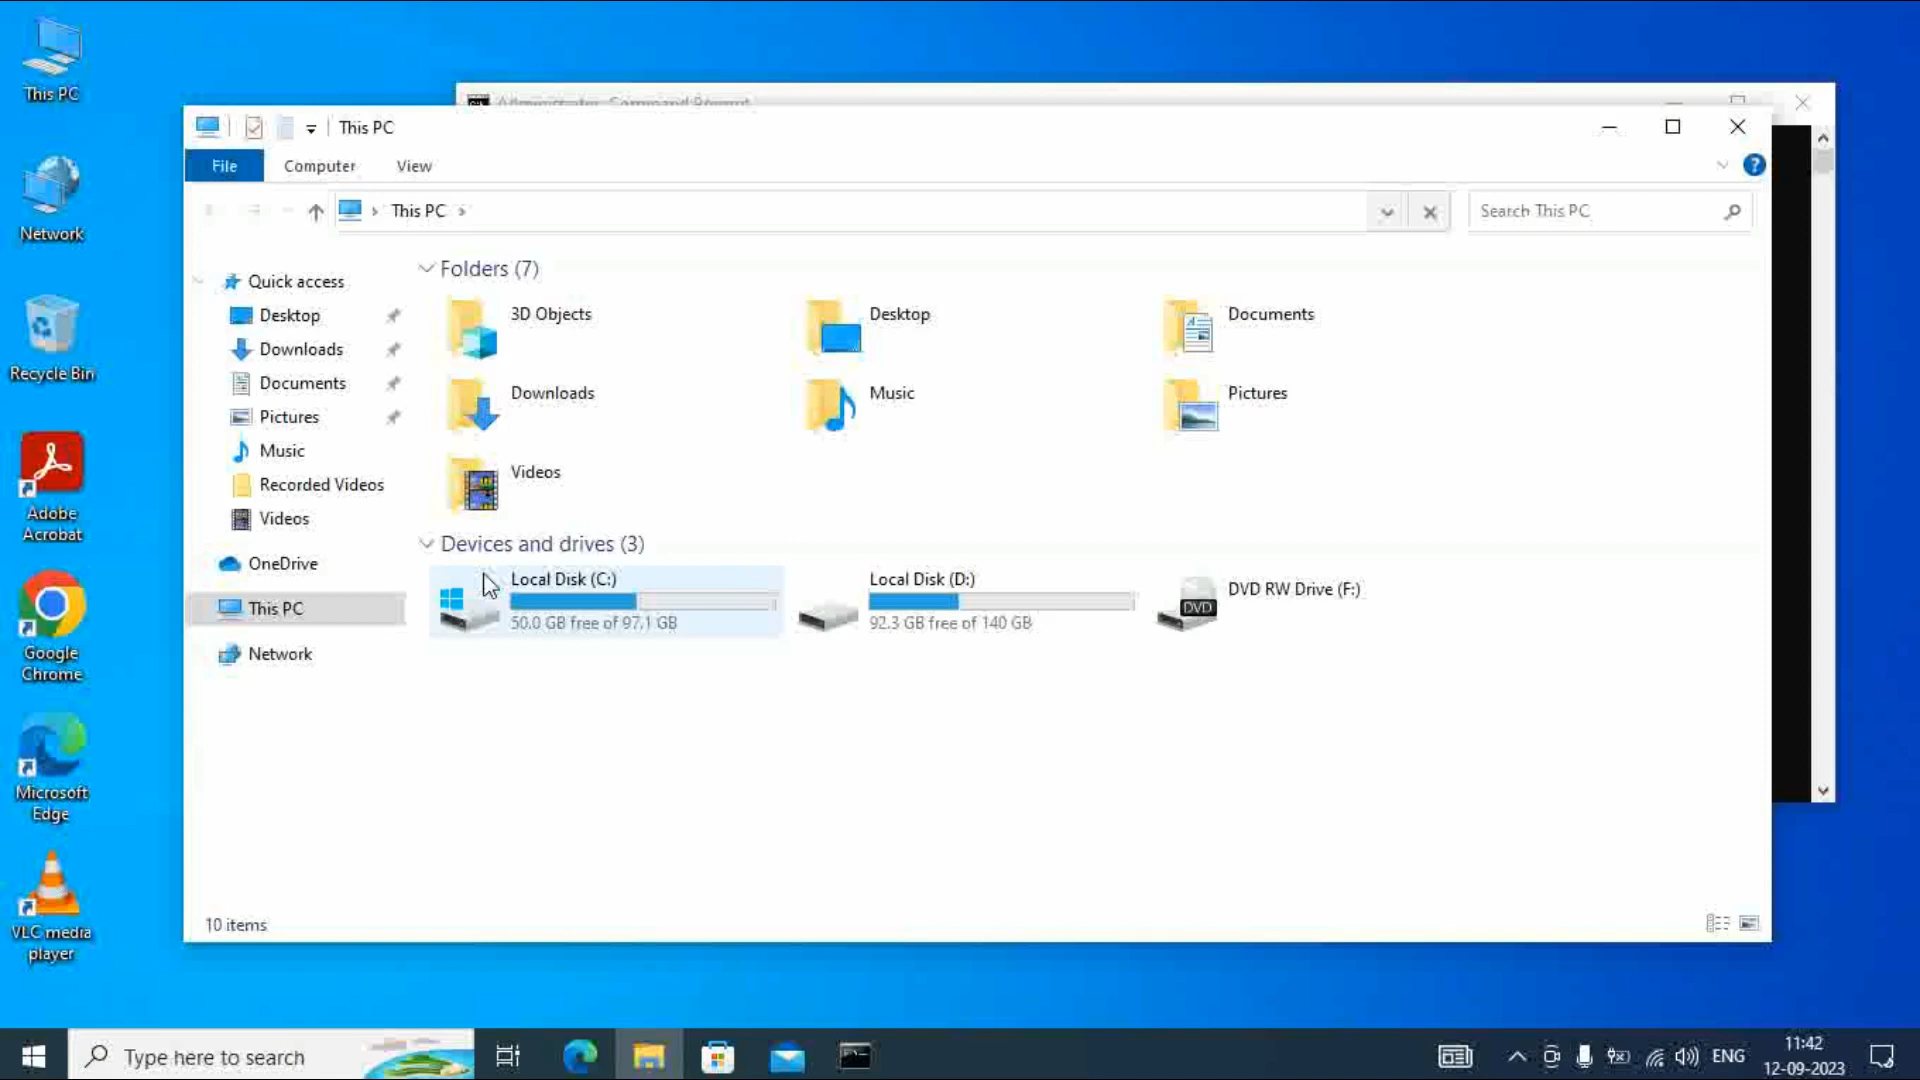 This PC
Network
Recycle Bin
Adobe
Acrobat
Google
Chrome
Microsoft
Edge
VLC media
player
Administrator: Command Prompt
This PC
File
Computer
View
This PC
Search This PC
Quick access
Desktop
Downloads
Documents
Pictures
Music
Recorded Videos
Videos
OneDrive
This PC
Network
Folders (7)
3D Objects
Desktop
Documents
Downloads
Music
Pictures
Videos
Devices and drives (3)
Local Disk (C:)
50.0 GB free of 97.1 GB
Local Disk (D:)
92.3 GB free of 140 GB
DVD RW Drive (F:)
DVD
10 items
Type here to search
ENG
11:42
12-09-2023